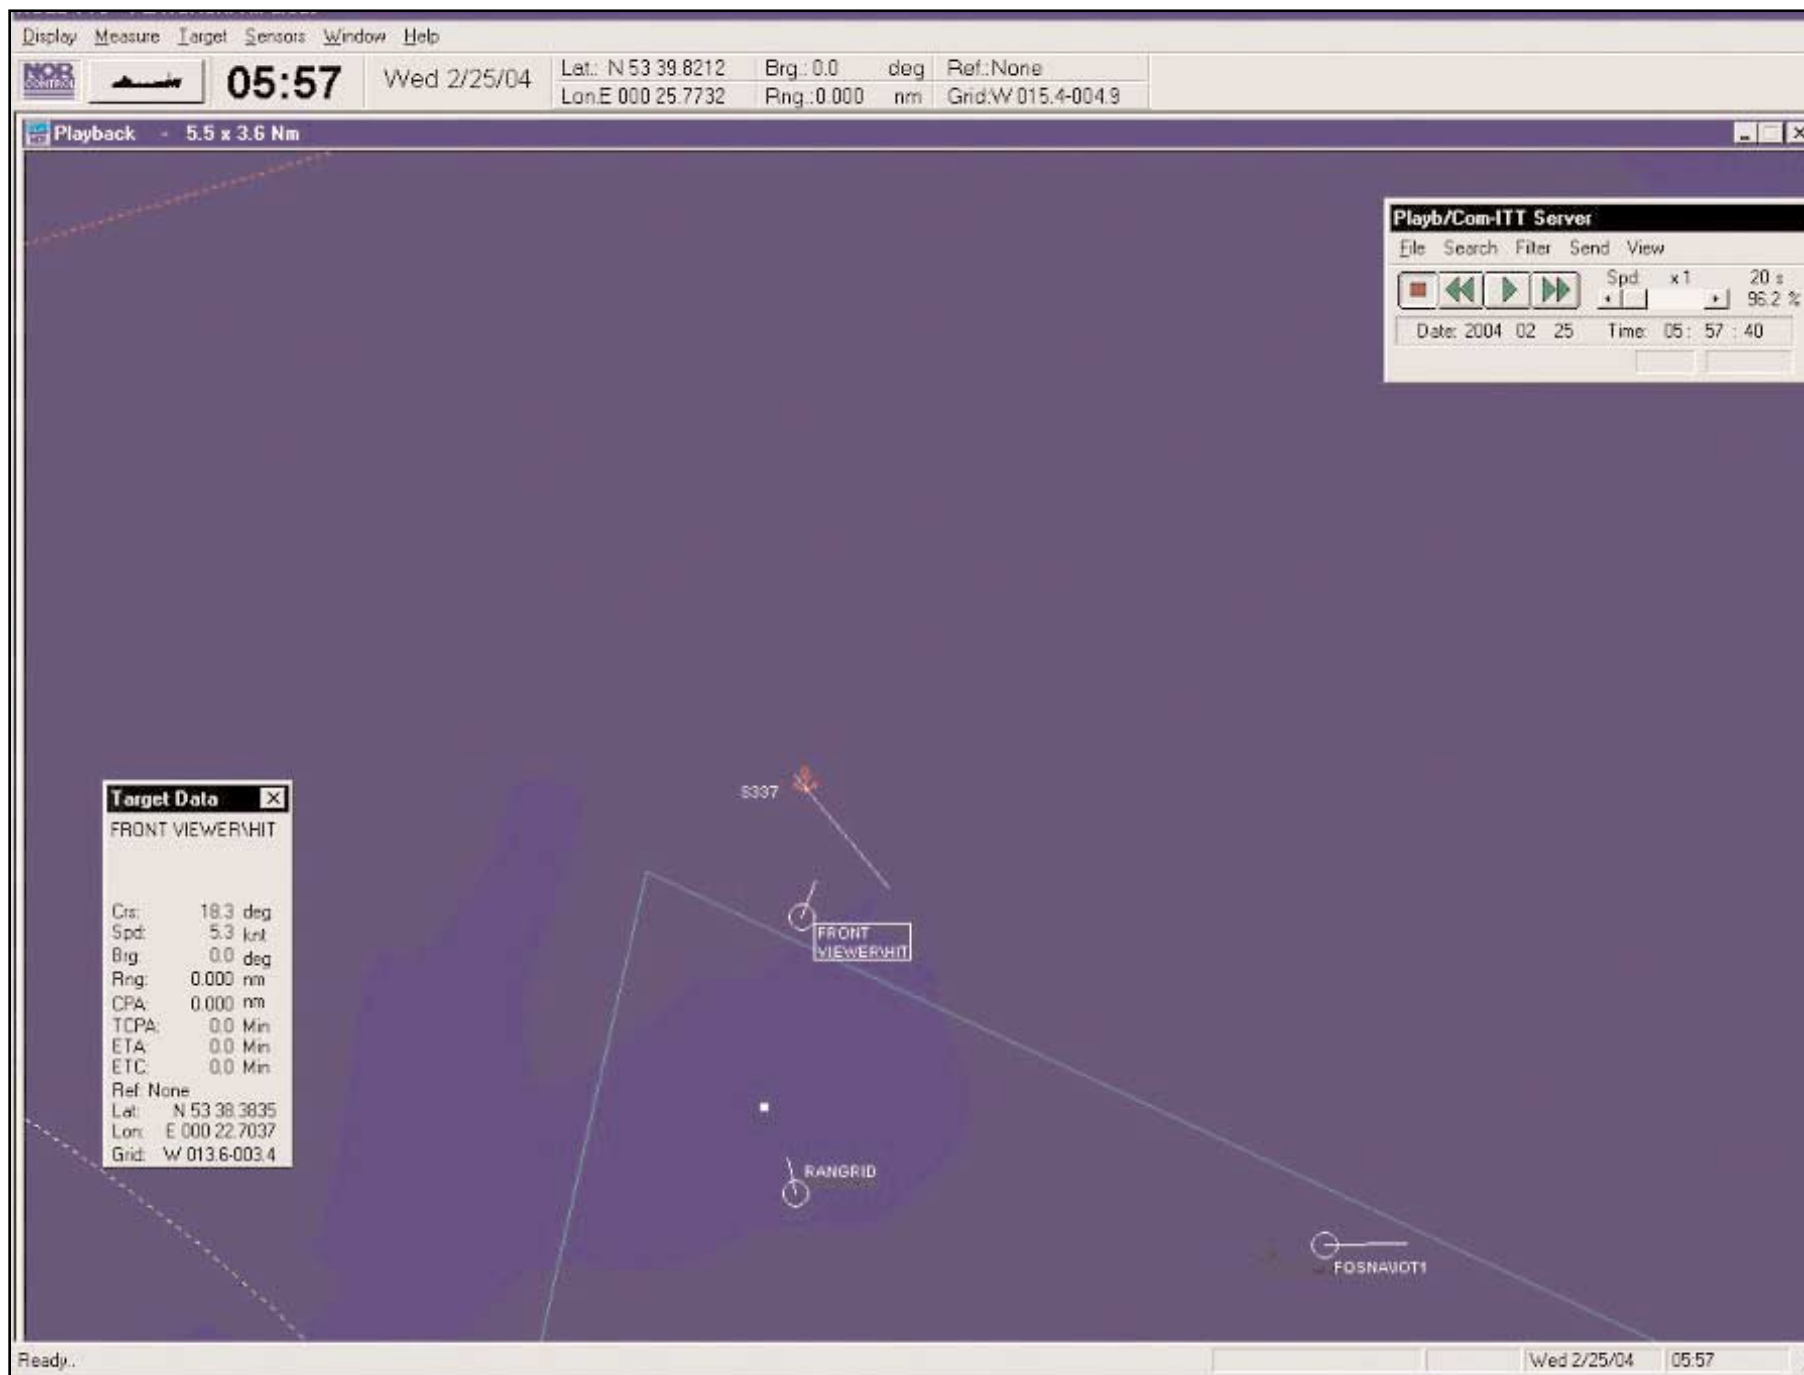 Display Measure Target Sensors Window Help
NOR CONTROL
05:57
Wed 2/25/04
Lat.: N 53 39.8212 Brg.: 0.0 deg Ref.:None
Lon:E 000 25.7732 Rng.:0.000 nm Grid:W 015.4-004.9
Playback - 5.5 x 3.6 Nm
Playb/Com-ITT Server
File Search Filter Send View
Spd: x1 20 s
96.2 %
Date: 2004 02 25 Time: 05: 57 : 40
S337
Target Data
FRONT VIEWER\HIT
Crs: 18.3 deg
Spd: 5.3 knt
Brg: 0.0 deg
Rng: 0.000 nm
CPA: 0.000 nm
TCPA: 0.0 Min
ETA: 0.0 Min
ETC: 0.0 Min
Ref: None
Lat: N 53 38.3835
Lon: E 000 22.7037
Grid: W 013.6-003.4
FRONT
VIEWER\HIT
RANGRID
FOSNA\IOT1
Ready..
Wed 2/25/04 05:57